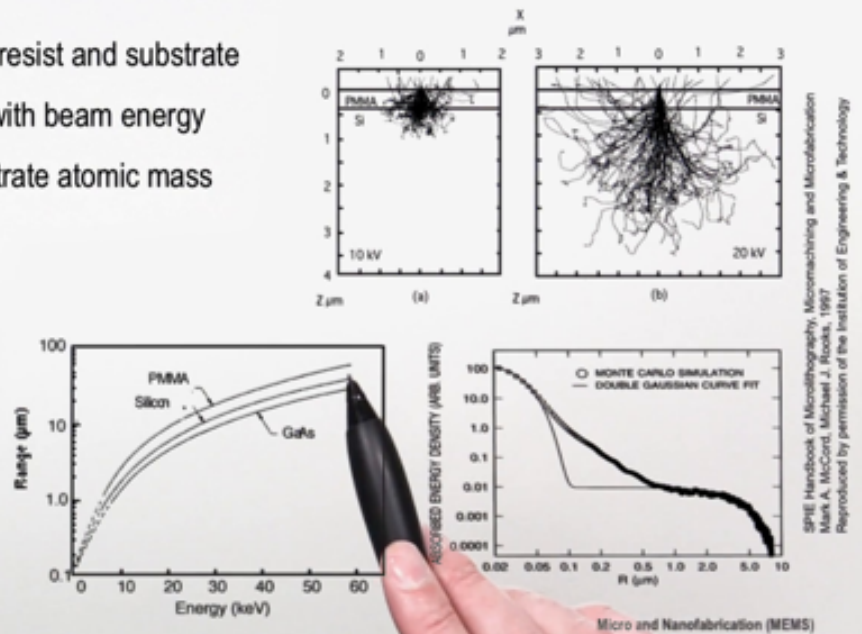 resist and substrate
with beam energy
trate atomic mass
X
μm
2 1 0 1 2
3 2 1 0 1 2 3
0
1
2
3
4
PMMA
Si
10 kV
PMMA
Si
20 kV
Z μm
(a)
Z μm
(b)
100
10
1.0
0.1
Range (μm)
PMMA
Silicon
GaAs
0 10 20 30 40 50 60
Energy (keV)
ABSORBED ENERGY DENSITY (ARB. UNITS)
100
10.0
1.0
0.1
0.01
0.001
0.0001
MONTE CARLO SIMULATION
DOUBLE GAUSSIAN CURVE FIT
0.02 0.05 0.1 0.2 0.5 1.0 2.0 5.0 10
R (μm)
SPIE Handbook of Microlithography, Micromachining and Microfabrication
Mark A. McCord, Michael J. Rooks, 1997
Reproduced by permission of the Institution of Engineering & Technology
Micro and Nanofabrication (MEMS)